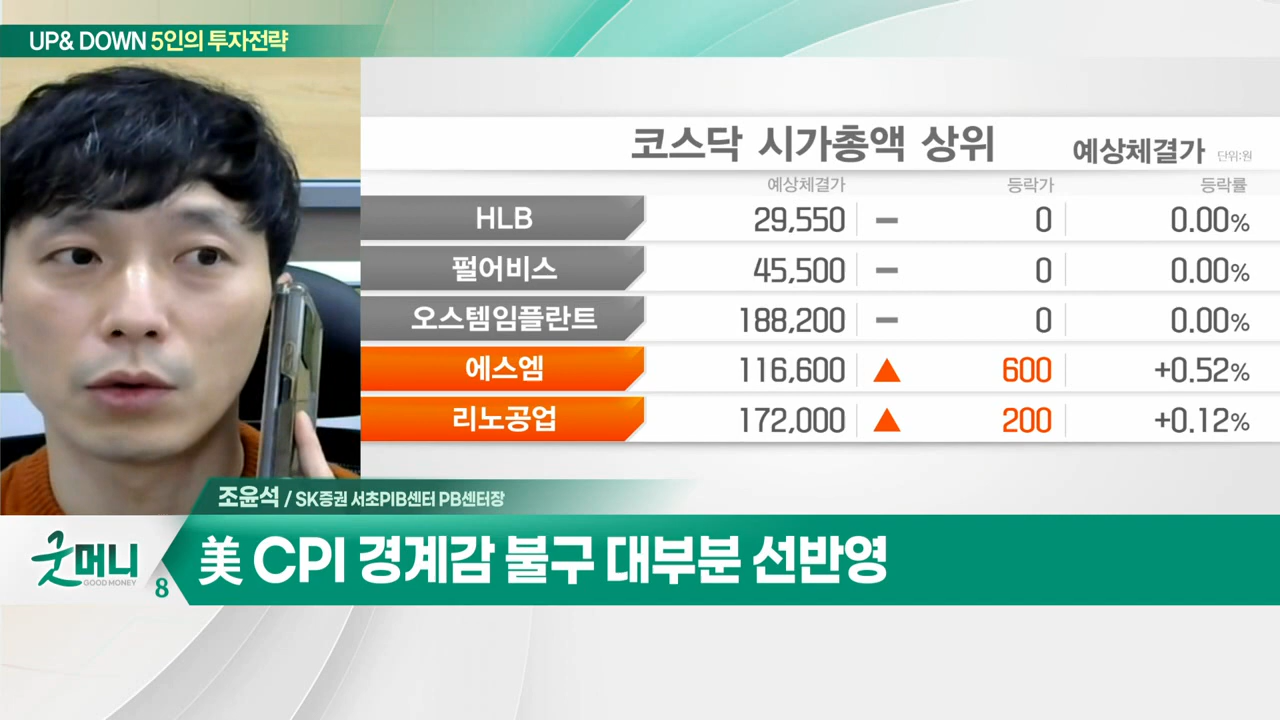 UP& DOWN 5인의 투자전략
코스닥 시가총액 상위 예상체결가 단위:원
예상체결가 등락가 등락률
HLB 29,550 ━ 0 0.00%
펄어비스 45,500 ━ 0 0.00%
오스템임플란트 188,200 ━ 0 0.00%
에스엠 116,600 ▲ 600 +0.52%
리노공업 172,000 ▲ 200 +0.12%
조윤석 / SK증권 서초PIB센터 PB센터장
굿머니
GOOD MONEY
8
美 CPI 경계감 불구 대부분 선반영